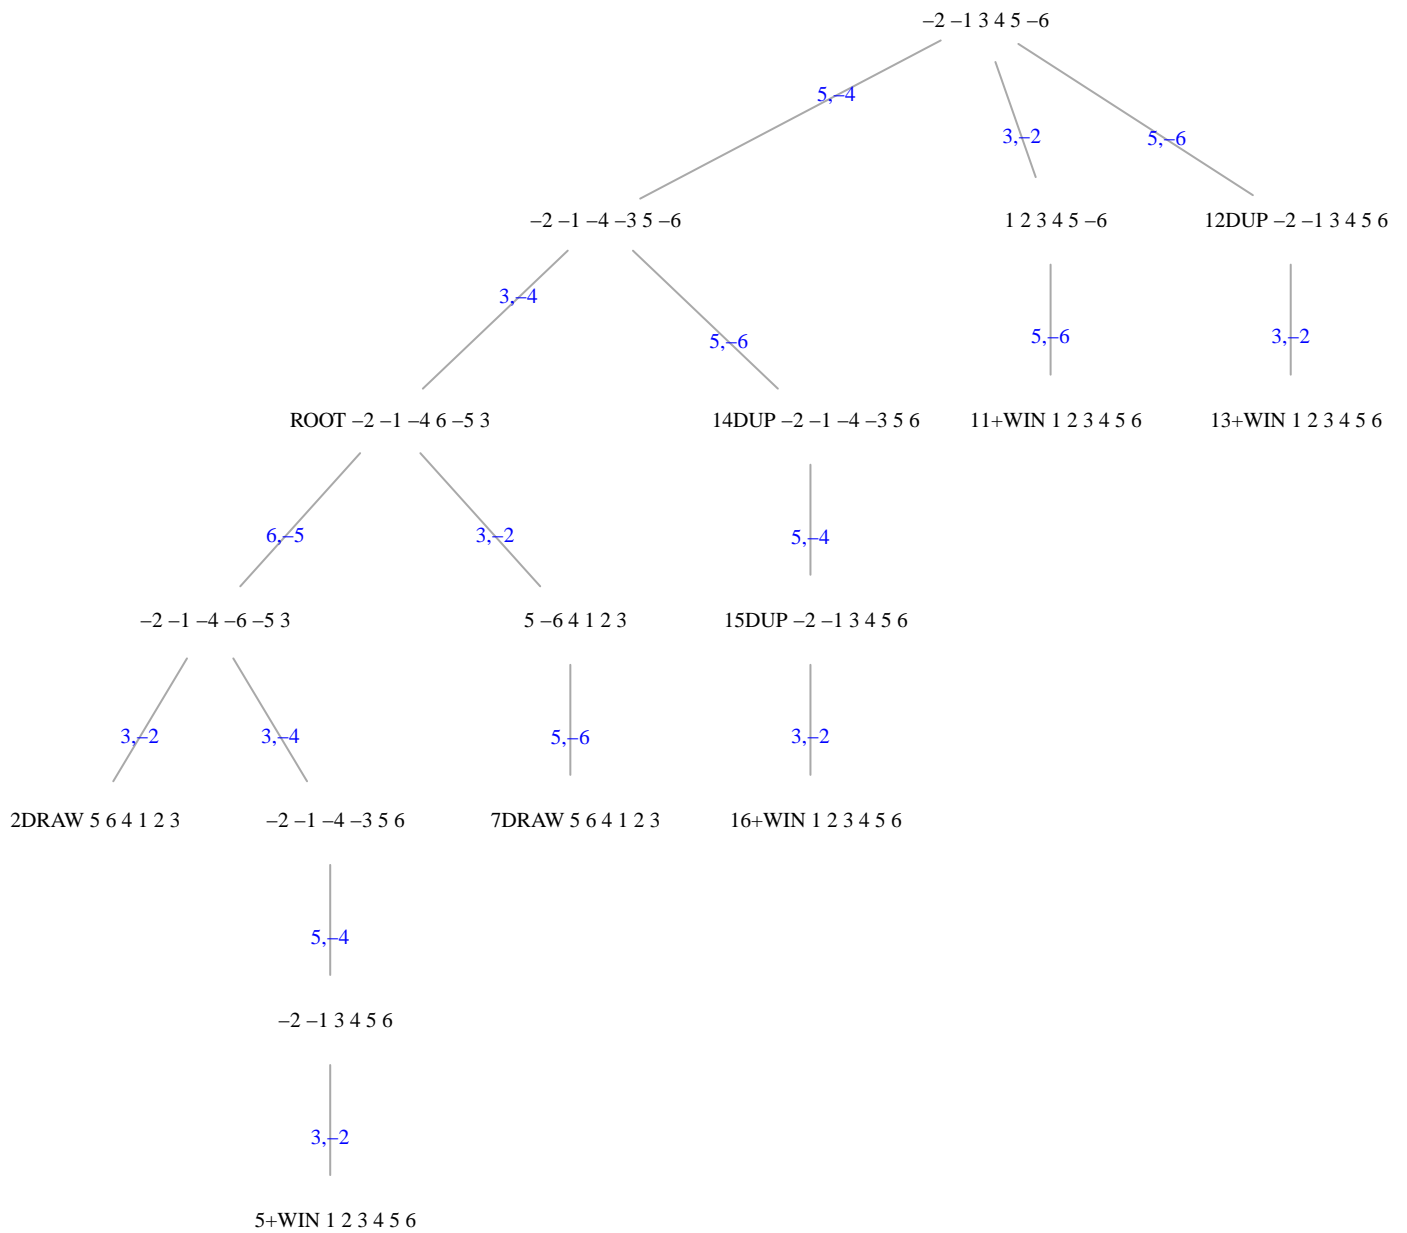 –2 –1 3 4 5 –6
5,–4
3,–2
5,–6
–2 –1 –4 –3 5 –6
1 2 3 4 5 –6
12DUP –2 –1 3 4 5 6
3,–4
5,–6
5,–6
3,–2
ROOT –2 –1 –4 6 –5 3
14DUP –2 –1 –4 –3 5 6
11+WIN 1 2 3 4 5 6
13+WIN 1 2 3 4 5 6
6,–5
3,–2
5,–4
–2 –1 –4 –6 –5 3
5 –6 4 1 2 3
15DUP –2 –1 3 4 5 6
3,–2
3,–4
5,–6
3,–2
2DRAW 5 6 4 1 2 3
–2 –1 –4 –3 5 6
7DRAW 5 6 4 1 2 3
16+WIN 1 2 3 4 5 6
5,–4
–2 –1 3 4 5 6
3,–2
5+WIN 1 2 3 4 5 6